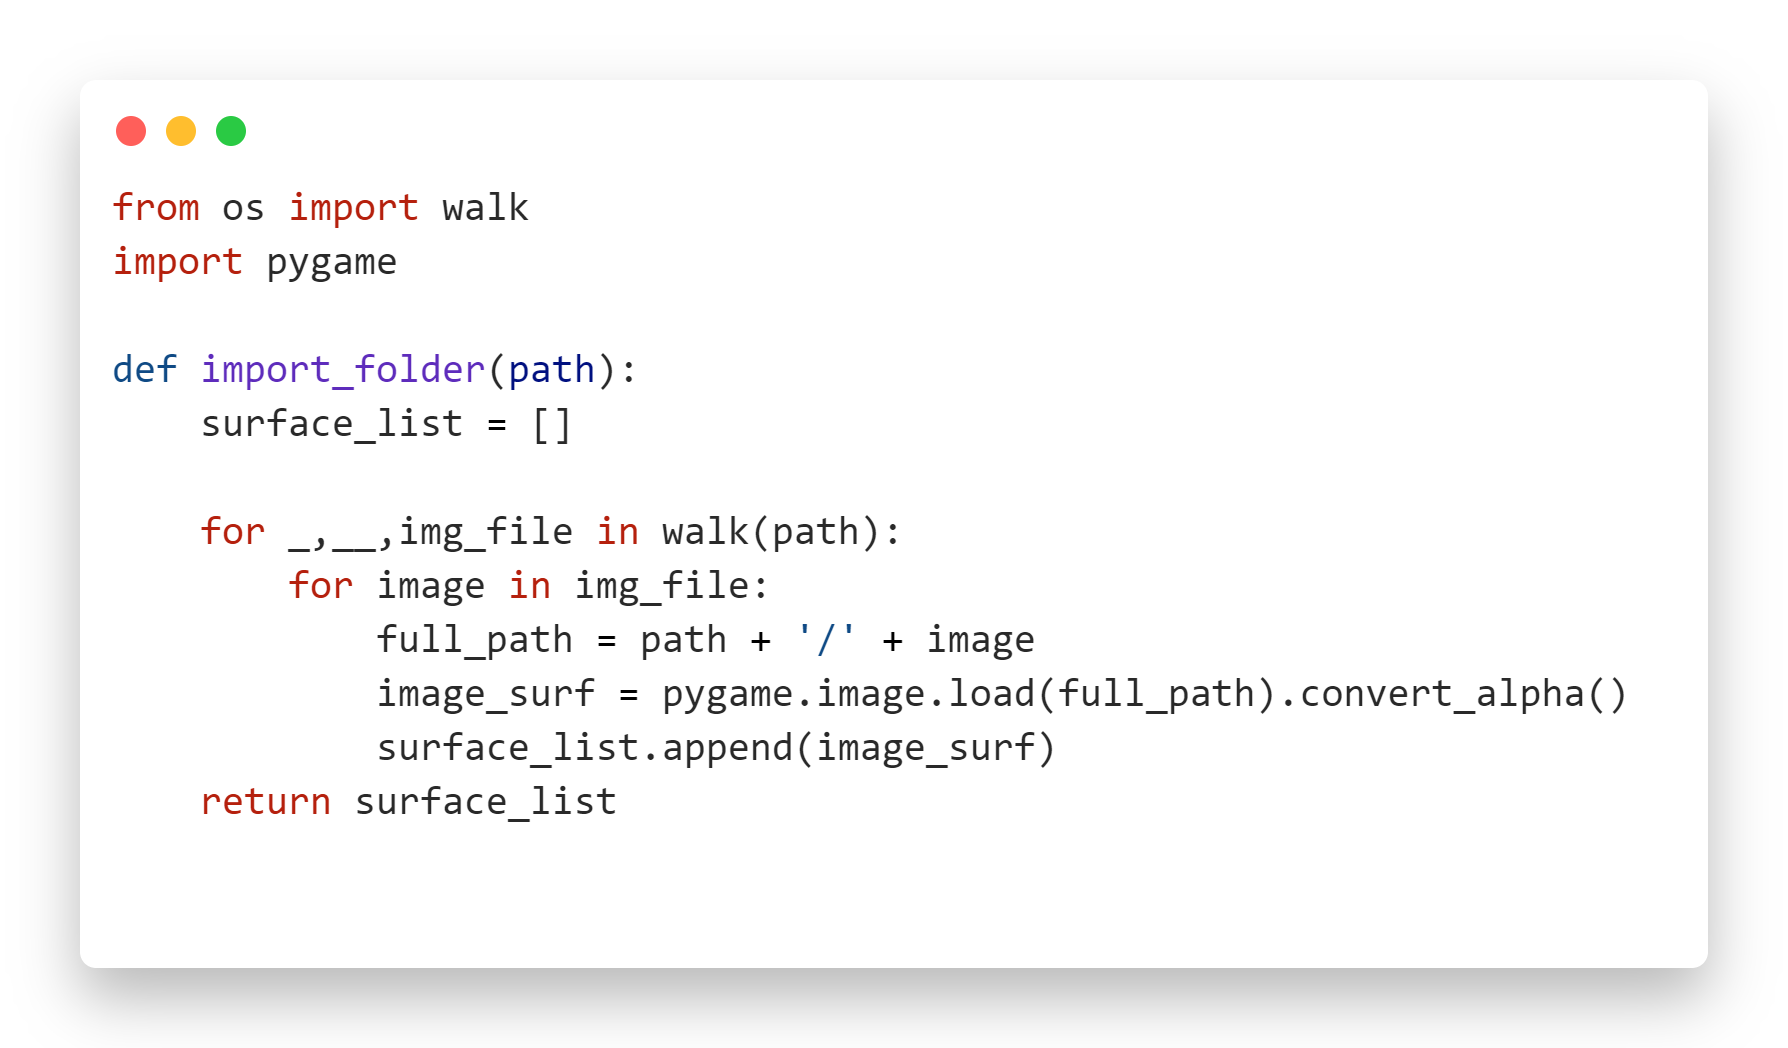 from os import walk
import pygame

def import_folder(path):
    surface_list = []

    for _,__,img_file in walk(path):
        for image in img_file:
            full_path = path + '/' + image
            image_surf = pygame.image.load(full_path).convert_alpha()
            surface_list.append(image_surf)
    return surface_list